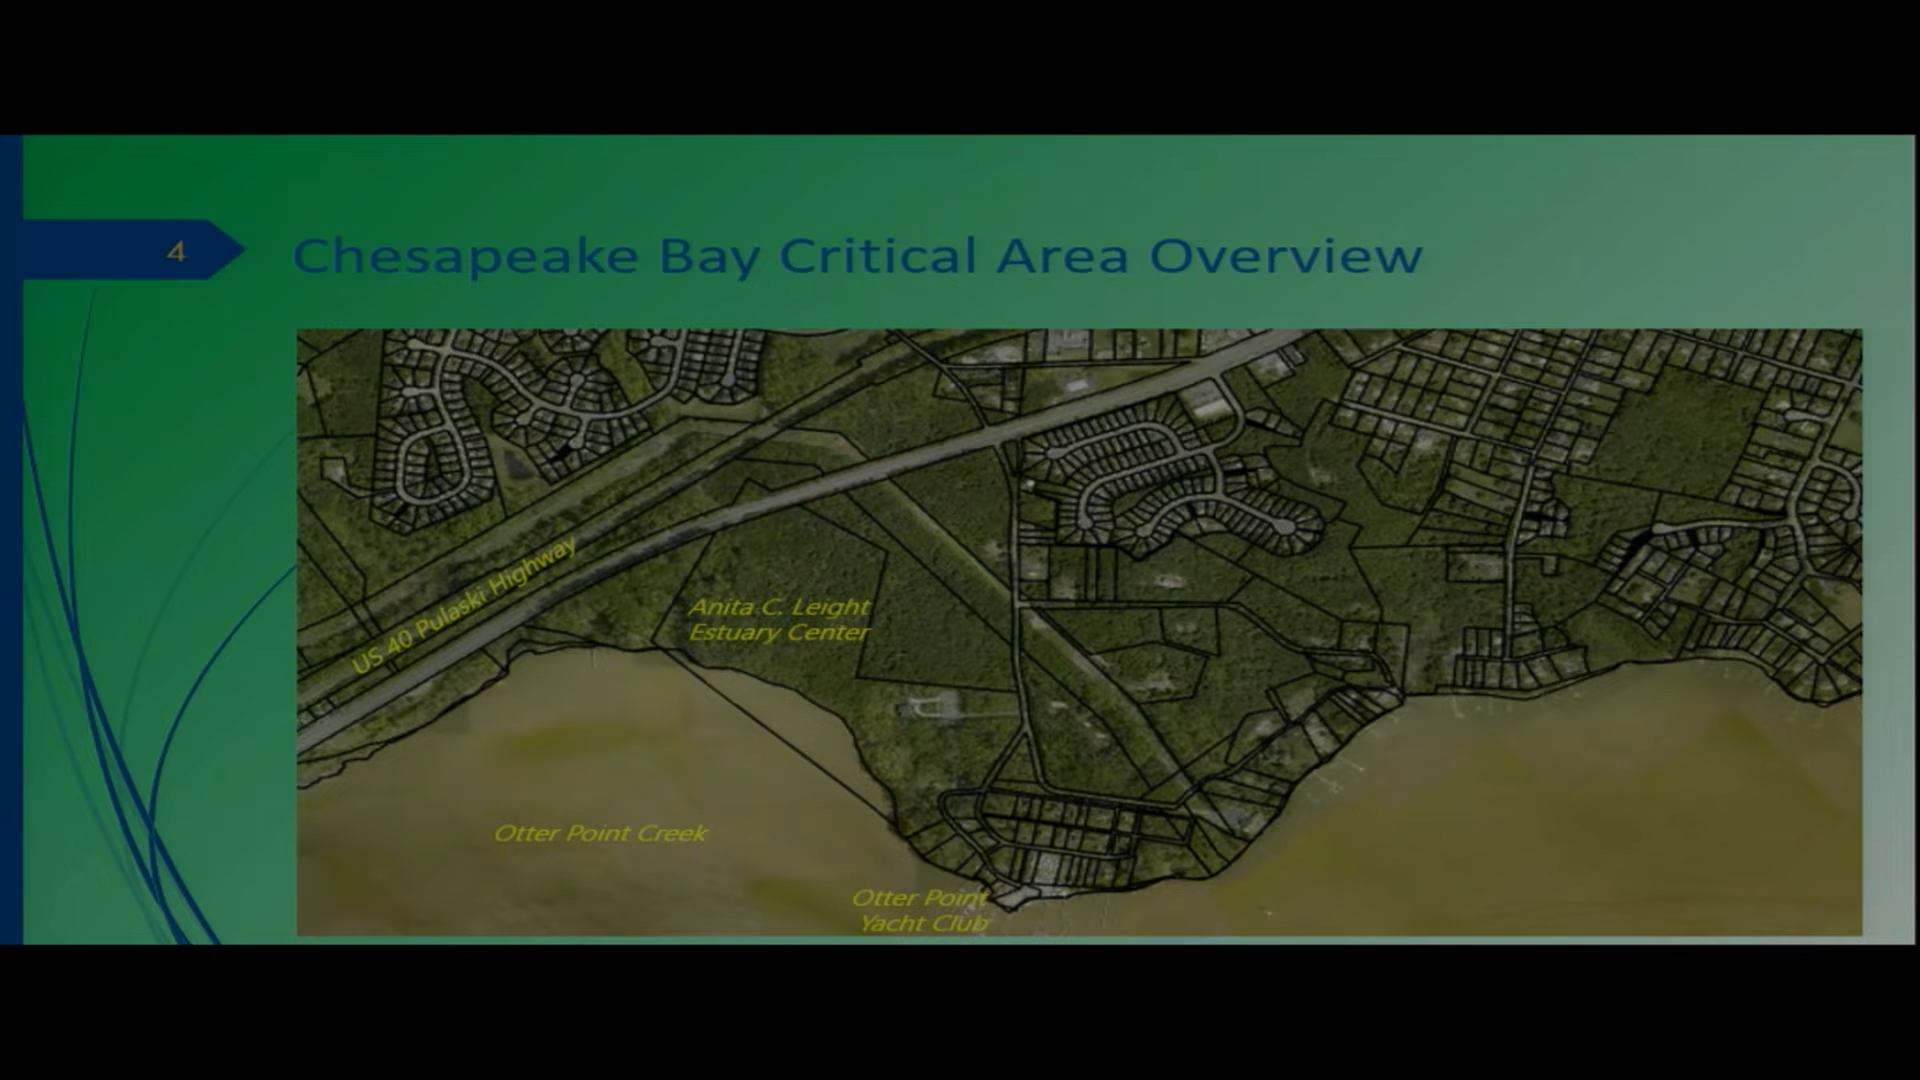 4
Chesapeake Bay Critical Area Overview
US 40 Pulaski Highway
Anita C. Leight
Estuary Center
Otter Point Creek
Otter Point
Yacht Club